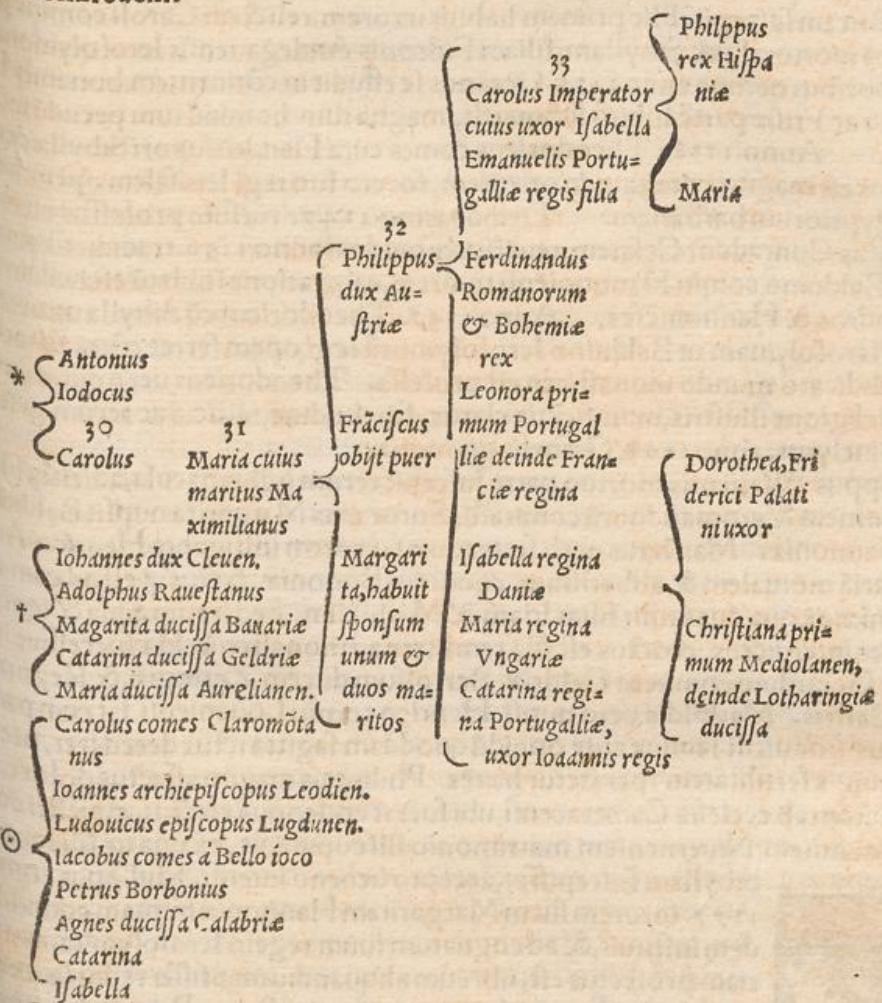 33
Carolus Imperator
cuius uxor Iſabella
Emanuelis Portu=
galliæ regis filia
Philppus
rex Hiſpa
niæ
Maria
32
Philippus
dux Au=
ſtriæ
Frãciſcus
obijt puer
Margari
ta, habuit
ſponſum
unum &
duos ma=
ritos
Ferdinandus
Romanorum
& Bohemiæ
rex
Leonora pri=
mum Portugal
liæ deinde Fran=
ciæ regina
Iſabella regina
Daniæ
Maria regina
Vngariæ
Catarina regi=
na Portugalliæ,
uxor Ioannis regis
Dorothea, Fri
derici Palati
ni uxor
Chriſtiana pri=
mum Mediolanen,
deinde Lotharingiæ
duciſſa
*
Antonius
Iodocus
30
Carolus
31
Maria cuius
maritus Ma
ximilianus
†
Iohannes dux Cleuen.
Adolphus Raueſtanus
Magarita duciſſa Bauariæ
Catarina duciſſa Geldriæ
Maria duciſſa Aurelianen.
☉
Carolus comes Claromõta
nus
Ioannes archiepiſcopus Leodien.
Ludouicus epiſcopus Lugdunen.
Iacobus comes à Bello ioco
Petrus Borbonius
Agnes duciſſa Calabriæ
Catarina
Iſabella